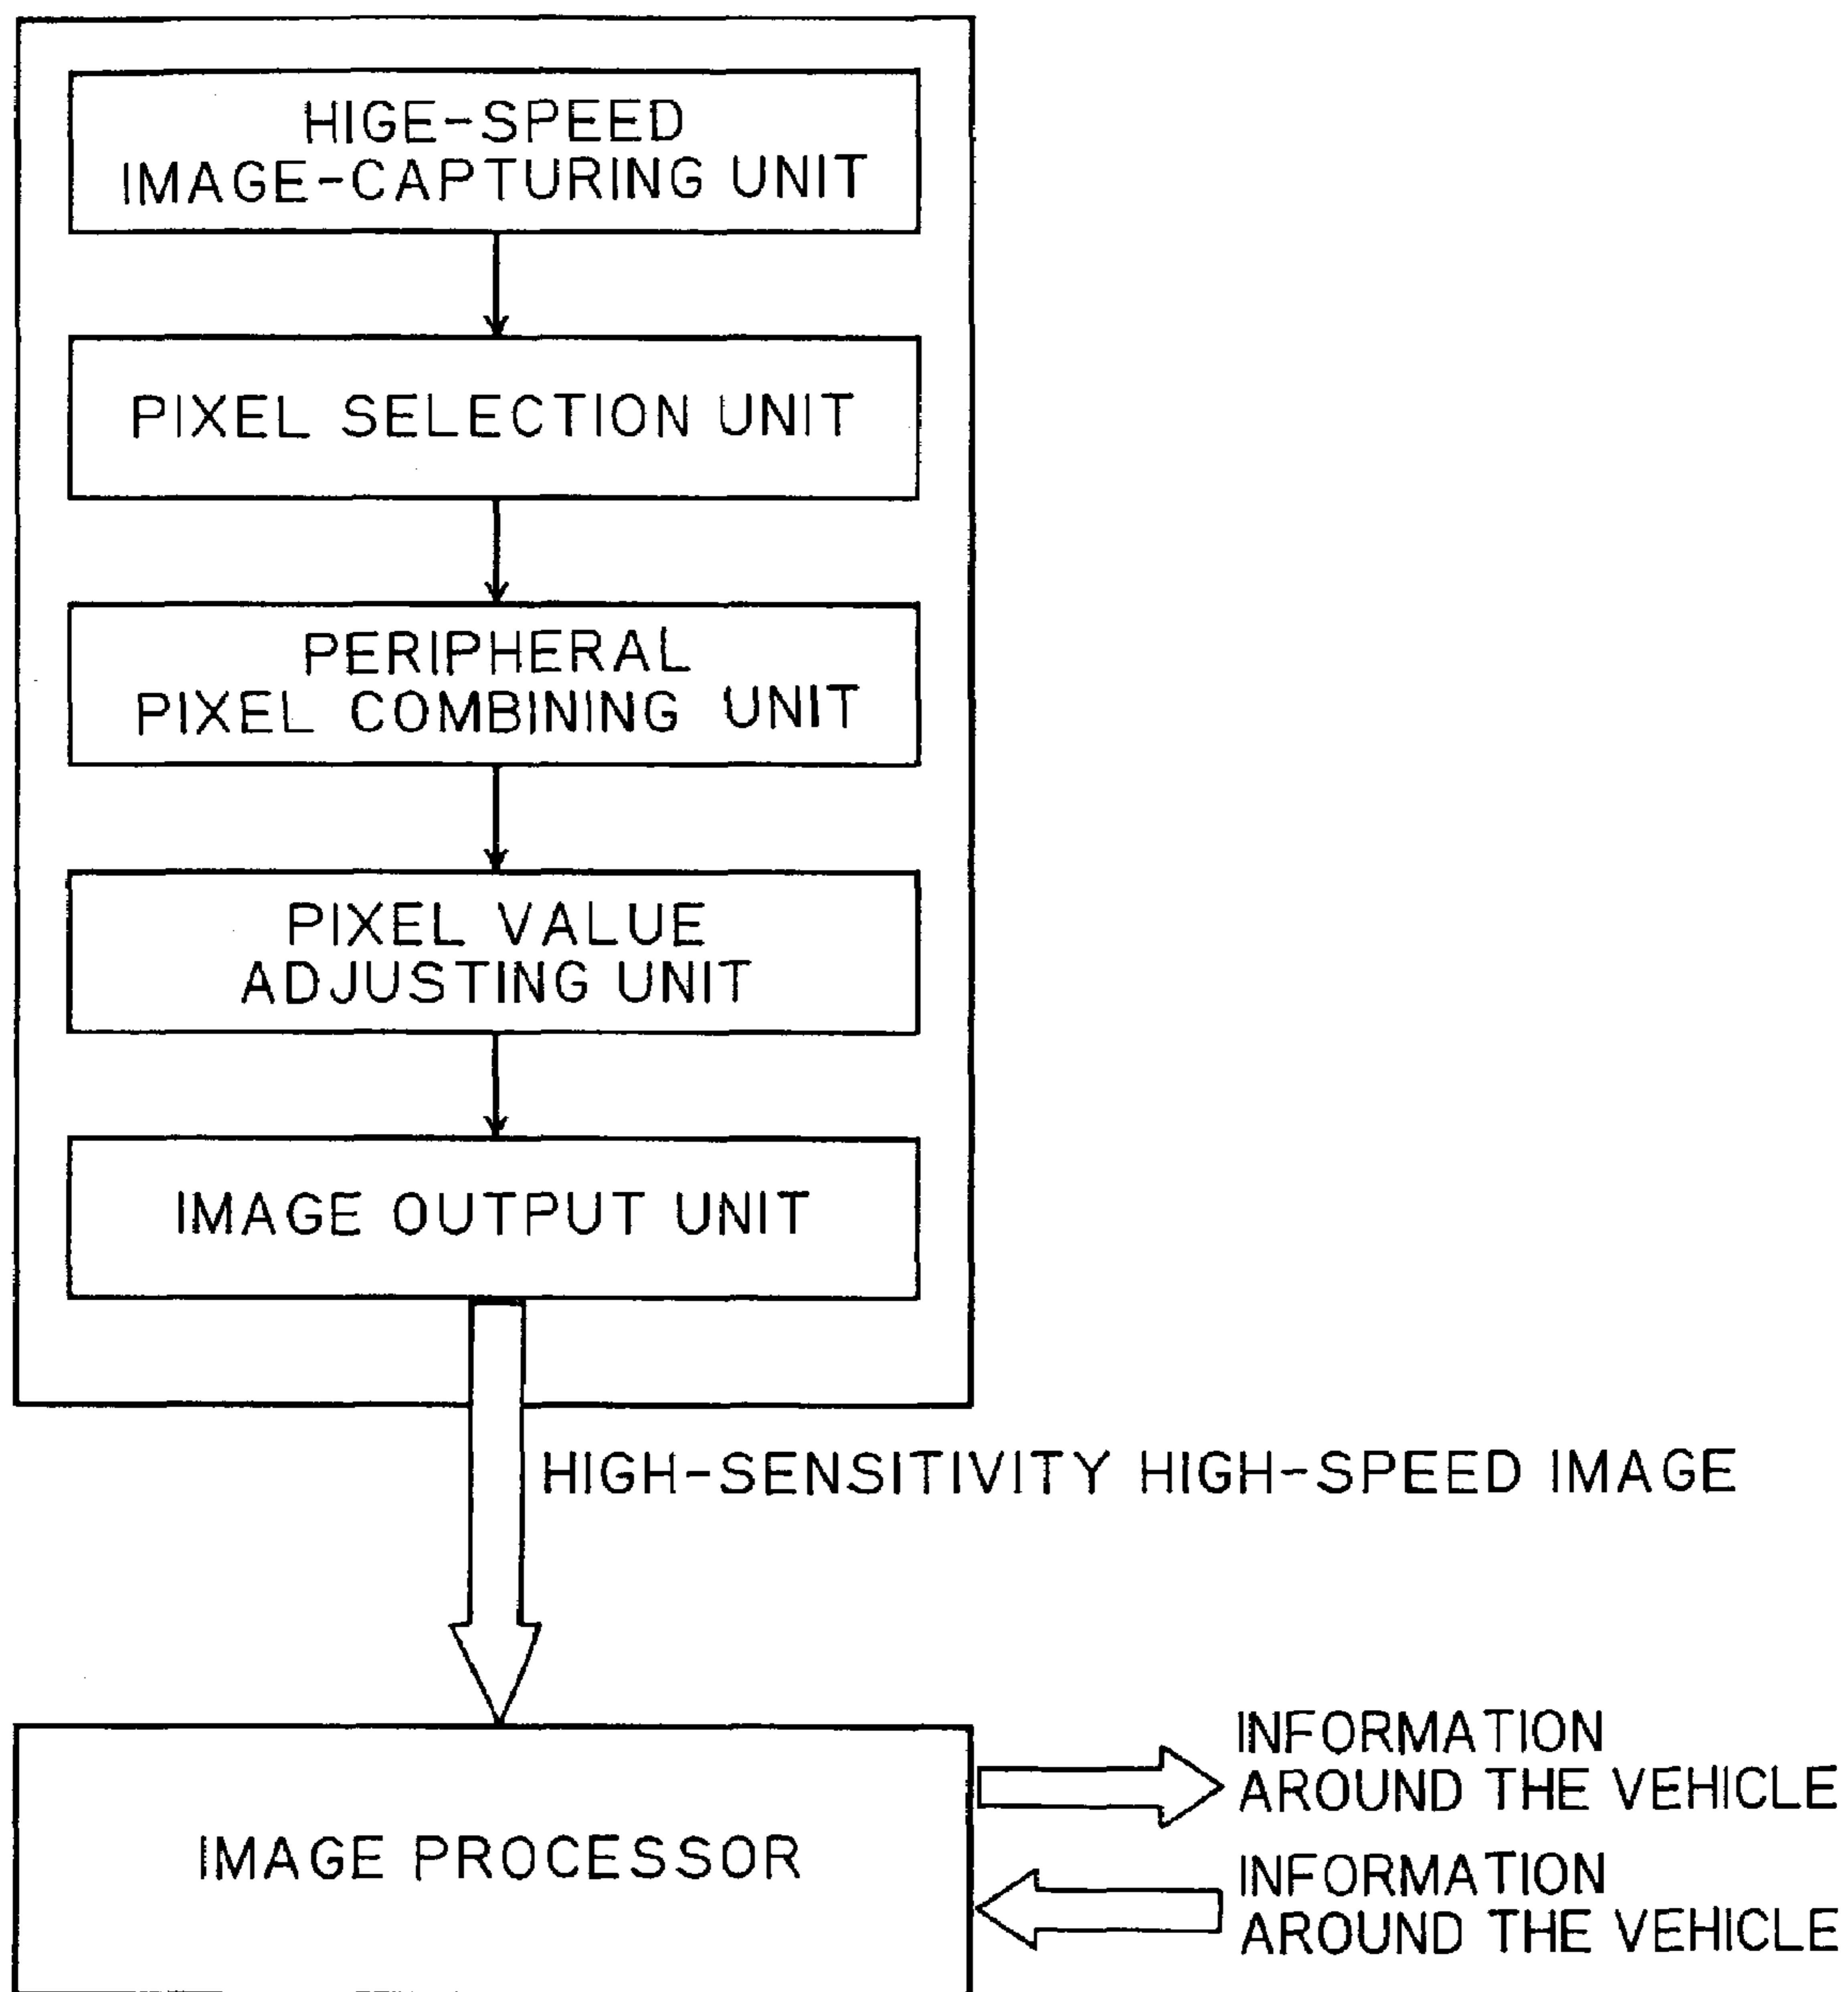 HIGE-SPEED
IMAGE-CAPTURING UNIT
PIXEL SELECTION UNIT
PERIPHERAL
PIXEL COMBINING UNIT
PIXEL VALUE
ADJUSTING UNIT
IMAGE OUTPUT UNIT
HIGH-SENSITIVITY HIGH-SPEED IMAGE
IMAGE PROCESSOR
INFORMATION
AROUND THE VEHICLE
INFORMATION
AROUND THE VEHICLE